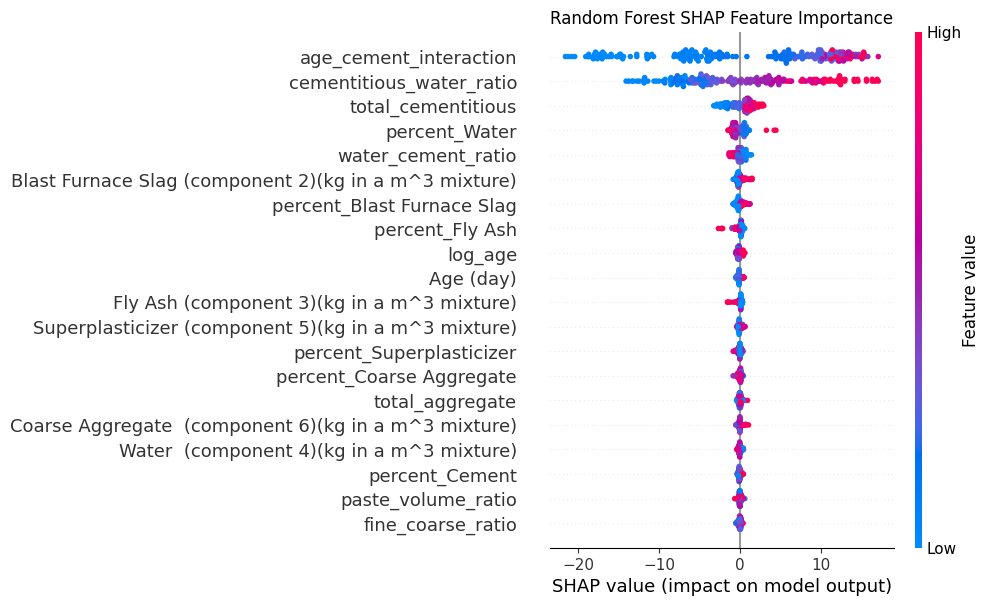 Random Forest SHAP Feature Importance
High
age_cement_interaction
cementitious_water_ratio
total_cementitious
percent_Water
water_cement_ratio
Blast Furnace Slag (component 2)(kg in a m^3 mixture)
percent_Blast Furnace Slag
percent_Fly Ash
log_age
Age (day)
Fly Ash (component 3)(kg in a m^3 mixture)
Superplasticizer (component 5)(kg in a m^3 mixture)
percent_Superplasticizer
percent_Coarse Aggregate
total_aggregate
Coarse Aggregate  (component 6)(kg in a m^3 mixture)
Water  (component 4)(kg in a m^3 mixture)
percent_Cement
paste_volume_ratio
fine_coarse_ratio
Feature value
Low
−20 −10 0 10
SHAP value (impact on model output)